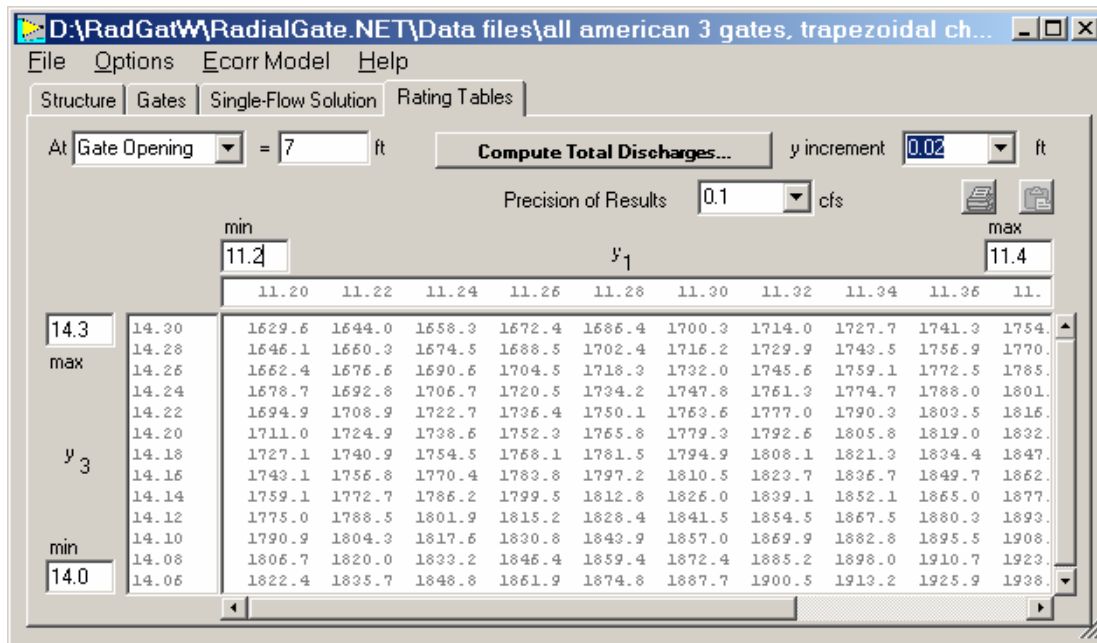 D:\RadGatW\RadialGate.NET\Data files\all american 3 gates, trapezoidal ch...
File Options Ecorr Model Help
Structure Gates Single-Flow Solution Rating Tables
At Gate Opening = 7 ft Compute Total Discharges... y increment 0.02 ft
Precision of Results 0.1 cfs
min max
11.2 y1 11.4
11.20 11.22 11.24 11.26 11.28 11.30 11.32 11.34 11.36 11.
14.3 14.30 1629.6 1644.0 1658.3 1672.4 1686.4 1700.3 1714.0 1727.7 1741.3 1754.
14.28 1646.1 1660.3 1674.5 1688.5 1702.4 1716.2 1729.9 1743.5 1756.9 1770.
max
14.26 1662.4 1676.6 1690.6 1704.5 1718.3 1732.0 1745.6 1759.1 1772.5 1785.
14.24 1678.7 1692.8 1706.7 1720.5 1734.2 1747.8 1761.3 1774.7 1788.0 1801.
14.22 1694.9 1708.9 1722.7 1736.4 1750.1 1763.6 1777.0 1790.3 1803.5 1816.
14.20 1711.0 1724.9 1738.6 1752.3 1765.8 1779.3 1792.6 1805.8 1819.0 1832.
y3 14.18 1727.1 1740.9 1754.5 1768.1 1781.5 1794.9 1808.1 1821.3 1834.4 1847.
14.16 1743.1 1756.8 1770.4 1783.8 1797.2 1810.5 1823.7 1836.7 1849.7 1862.
14.14 1759.1 1772.7 1786.2 1799.5 1812.8 1826.0 1839.1 1852.1 1865.0 1877.
14.12 1775.0 1788.5 1801.9 1815.2 1828.4 1841.5 1854.5 1867.5 1880.3 1893.
min 14.10 1790.9 1804.3 1817.6 1830.8 1843.9 1857.0 1869.9 1882.8 1895.5 1908.
14.0 14.08 1806.7 1820.0 1833.2 1846.4 1859.4 1872.4 1885.2 1898.0 1910.7 1923.
14.06 1822.4 1835.7 1848.8 1861.9 1874.8 1887.7 1900.5 1913.2 1925.9 1938.